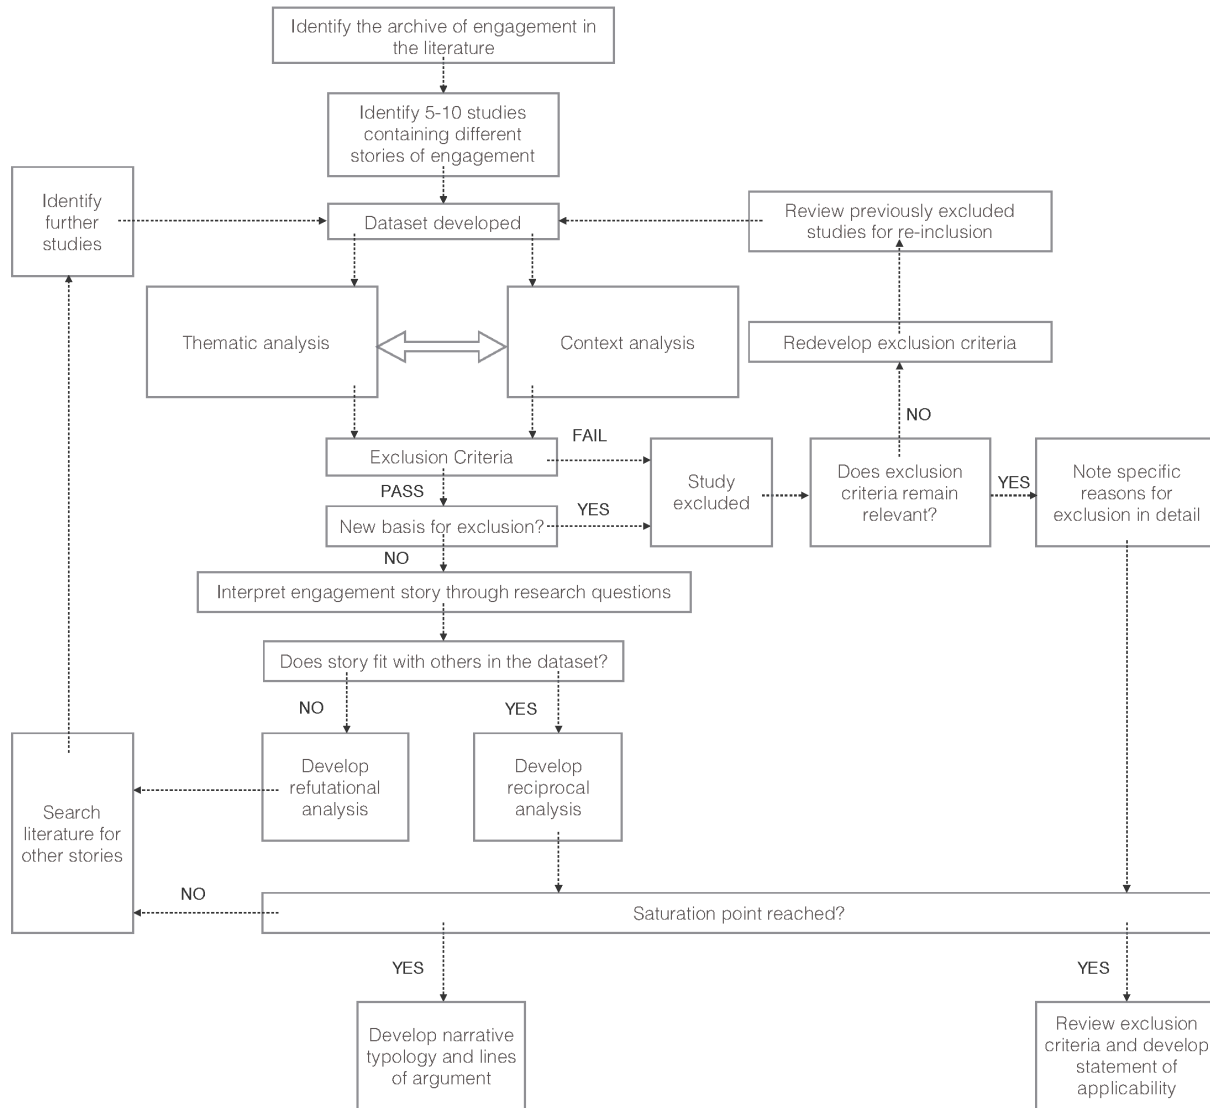 Identify the archive of engagement in
the literature
Identify 5-10 studies
containing different
stories of engagement
Identify
further
studies
Dataset developed
Review previously excluded
studies for re-inclusion
Thematic analysis
Context analysis
Redevelop exclusion criteria
NO
Exclusion Criteria
FAIL
PASS
New basis for exclusion?
YES
NO
Study
excluded
Does exclusion
criteria remain
relevant?
YES
Note specific
reasons for
exclusion in detail
Interpret engagement story through research questions
Does story fit with others in the dataset?
NO
YES
Develop
refutational
analysis
Develop
reciprocal
analysis
Search
literature for
other stories
NO
Saturation point reached?
YES
YES
Develop narrative
typology and lines
of argument
Review exclusion
criteria and develop
statement of
applicability